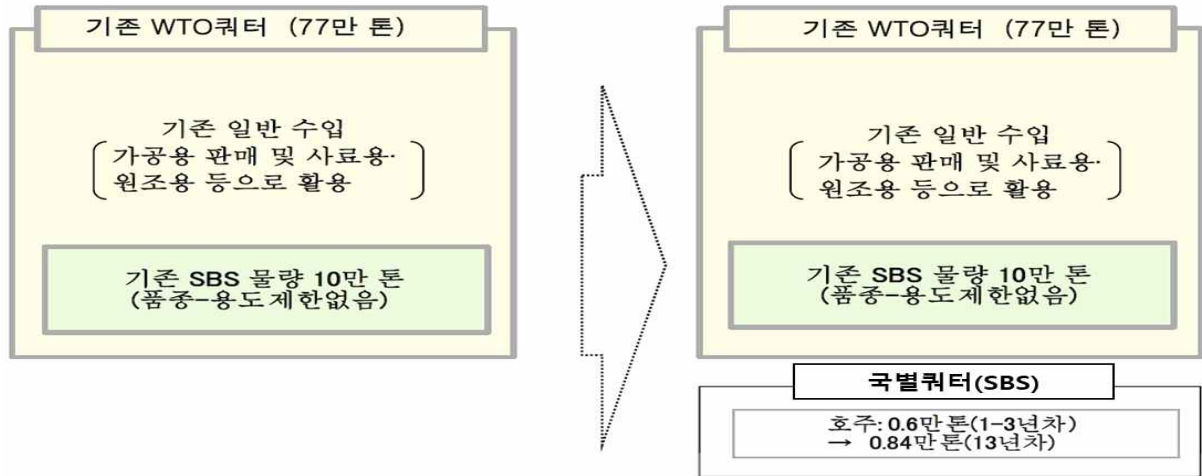 기존 WTO쿼터 (77만 톤)
기존 일반 수입
가공용 판매 및 사료용·
원조용 등으로 활용
기존 SBS 물량 10만 톤
(품종-용도제한없음)
기존 WTO쿼터 (77만 톤)
기존 일반 수입
가공용 판매 및 사료용·
원조용 등으로 활용
기존 SBS 물량 10만 톤
(품종-용도제한없음)
국별쿼터(SBS)
호주: 0.6만톤(1-3년차)
→ 0.84만톤(13년차)